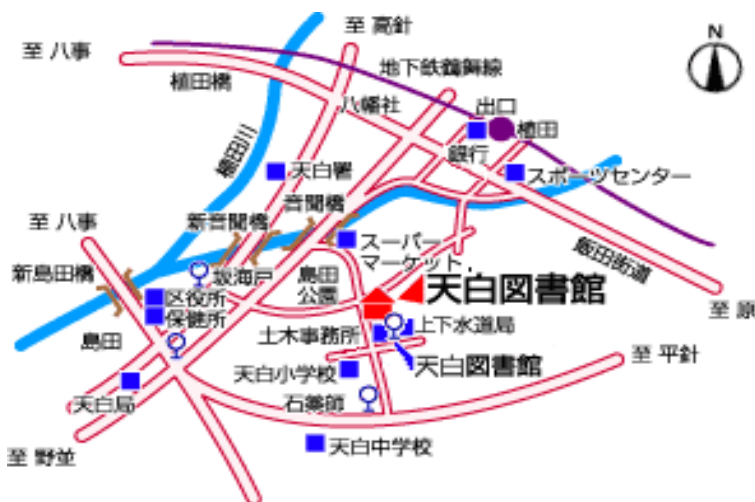 至 高針
N
至 八事
地下鉄鶴舞線
植田橋
八幡社
出口
植田
銀行
植田川
天白署
スポーツセンター
新音聞橋
音聞橋
至 八事
スーパー
マーケット
飯田街道
新島田橋
坂海戸
島田
公園
天白図書館
区役所
保健所
至 原
土木事務所
上下水道局
島田
至 平針
天白小学校
天白図書館
天白局
石薬師
至 野並
天白中学校